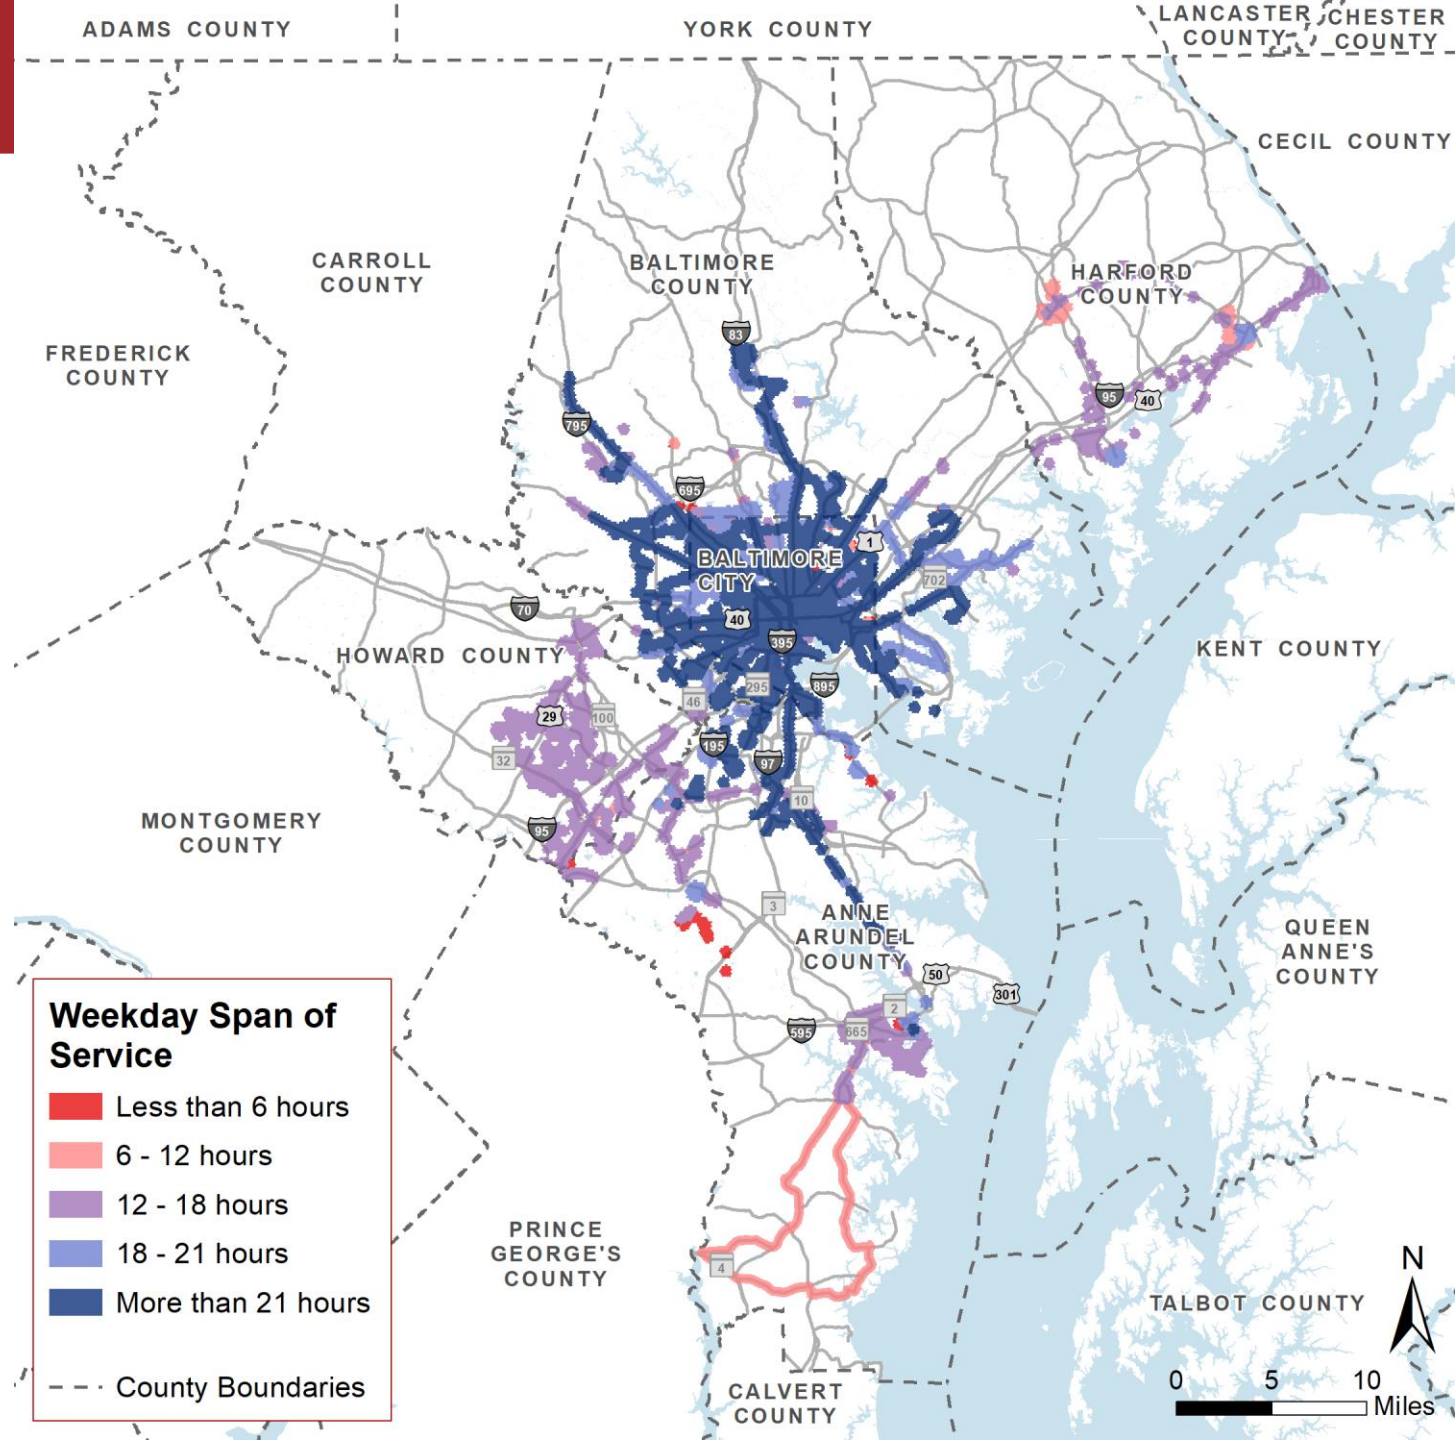 ADAMS COUNTY
YORK COUNTY
LANCASTER
COUNTY
CHESTER
COUNTY
CECIL COUNTY
CARROLL
COUNTY
BALTIMORE
COUNTY
HARFORD
COUNTY
83
FREDERICK
COUNTY
95
40
795
695
1
BALTIMORE
CITY
702
70
40
395
HOWARD COUNTY
KENT COUNTY
295
895
46
29
100
195
32
97
10
MONTGOMERY
COUNTY
95
3
ANNE
ARUNDEL
COUNTY
QUEEN
ANNE'S
COUNTY
50
301
2
595
665
Weekday Span of
Service
Less than 6 hours
6 - 12 hours
12 - 18 hours
18 - 21 hours
More than 21 hours
County Boundaries
PRINCE
GEORGE'S
COUNTY
4
N
TALBOT COUNTY
0 5 10
Miles
CALVERT
COUNTY